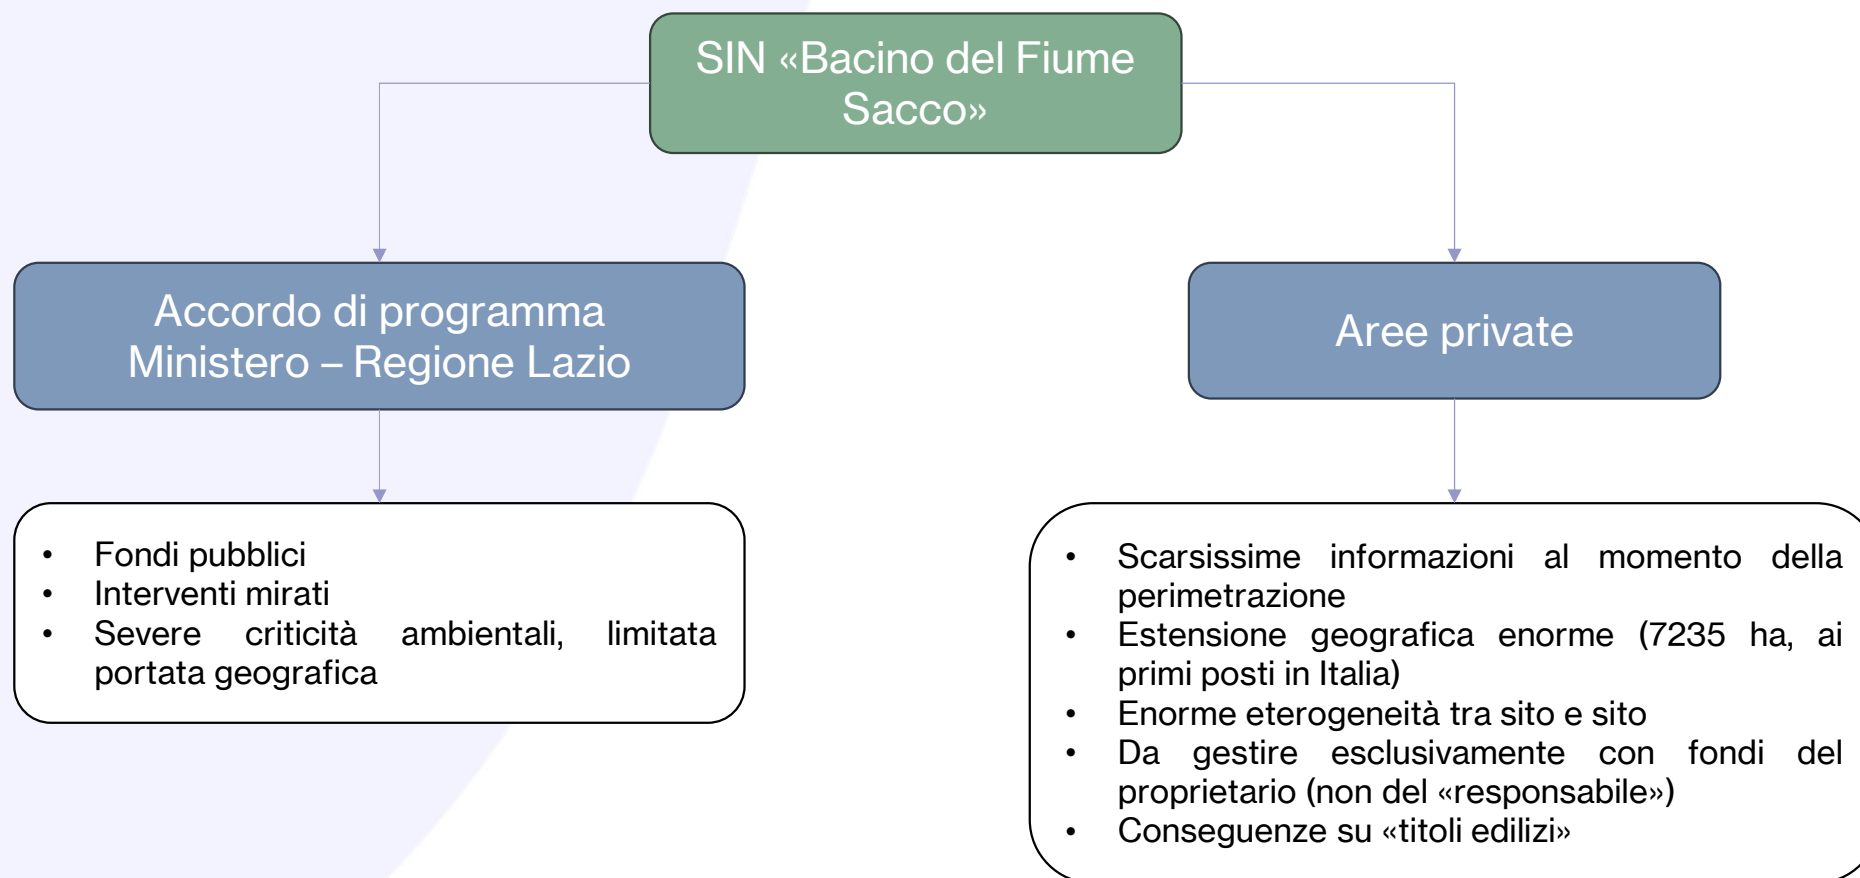 SIN «Bacino del Fiume
Sacco»
Accordo di programma
Ministero – Regione Lazio
Aree private
• Fondi pubblici
• Interventi mirati
• Severe criticità ambientali, limitata
portata geografica
• Scarsissime informazioni al momento della
perimetrazione
• Estensione geografica enorme (7235 ha, ai
primi posti in Italia)
• Enorme eterogeneità tra sito e sito
• Da gestire esclusivamente con fondi del
proprietario (non del «responsabile»)
• Conseguenze su «titoli edilizi»